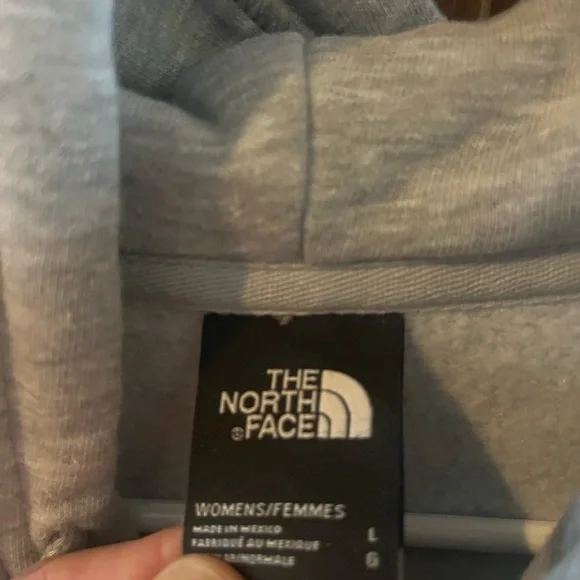 THE
NORTH
® FACE
WOMENS/FEMMES
MADE IN MEXICO L
FABRIQUÉ AU MEXIQUE G